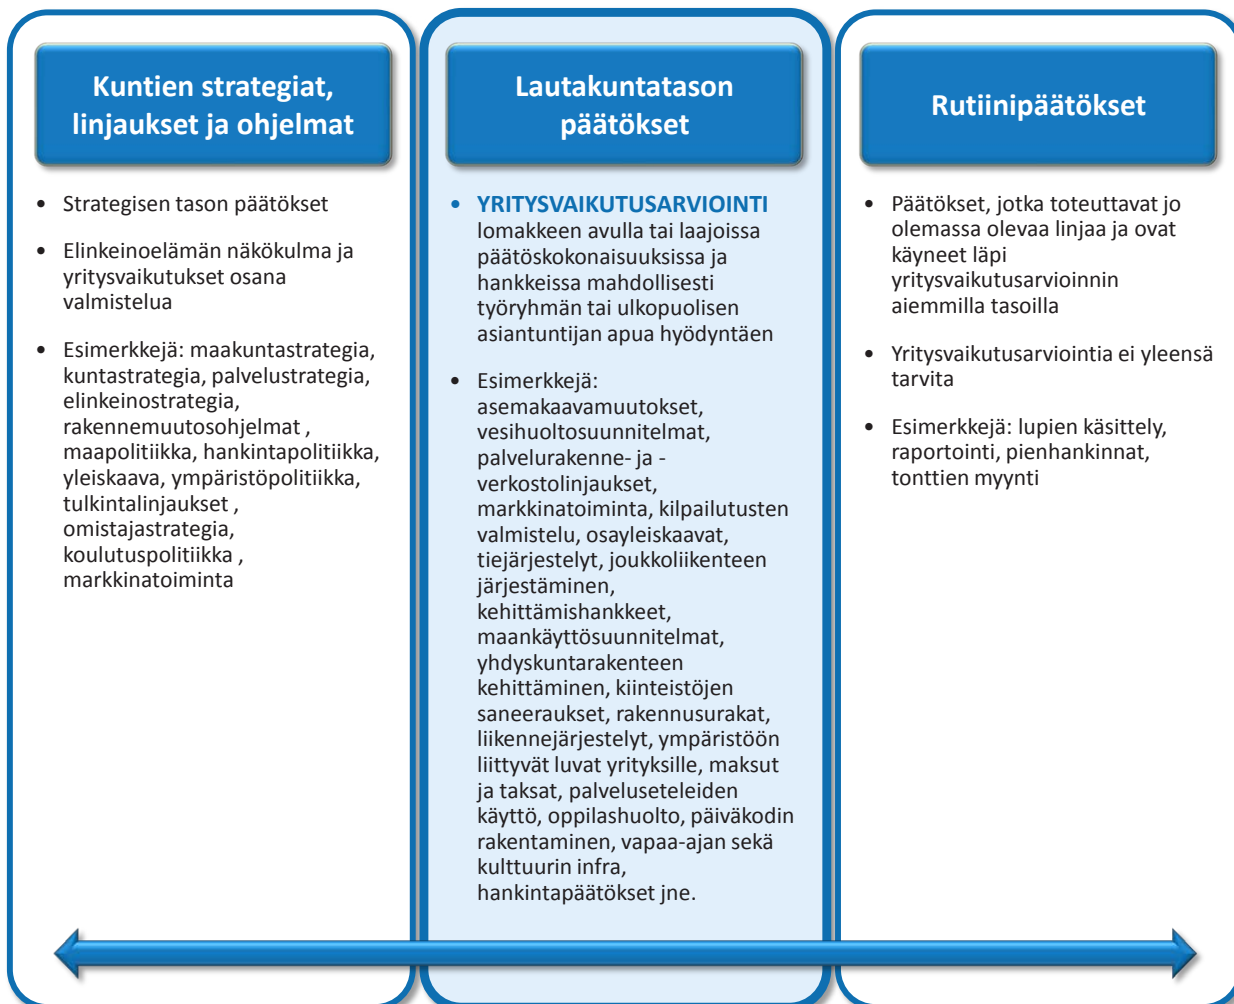 Kuntien strategiat,
linjaukset ja ohjelmat
• Strategisen tason päätökset
• Elinkeinoelämän näkökulma ja
yritysvaikutukset osana
valmistelua
• Esimerkkejä: maakuntastrategia,
kuntastrategia, palvelustrategia,
elinkeinostrategia,
rakennemuutosohjelmat ,
maapolitiikka, hankintapolitiikka,
yleiskaava, ympäristöpolitiikka,
tulkintalinjaukset ,
omistajastrategia,
koulutuspolitiikka ,
markkinatoiminta
Lautakuntatason
päätökset
• YRITYSVAIKUTUSARVIOINTI
lomakkeen avulla tai laajoissa
päätöskokonaisuuksissa ja
hankkeissa mahdollisesti
työryhmän tai ulkopuolisen
asiantuntijan apua hyödyntäen
• Esimerkkejä:
asemakaavamuutokset,
vesihuoltosuunnitelmat,
palvelurakenne- ja -
verkostolinjaukset,
markkinatoiminta, kilpailutusten
valmistelu, osayleiskaavat,
tiejärjestelyt, joukkoliikenteen
järjestäminen,
kehittämishankkeet,
maankäyttösuunnitelmat,
yhdyskuntarakenteen
kehittäminen, kiinteistöjen
saneeraukset, rakennusurakat,
liikennejärjestelyt, ympäristöön
liittyvät luvat yrityksille, maksut
ja taksat, palveluseteleiden
käyttö, oppilashuolto, päiväkodin
rakentaminen, vapaa-ajan sekä
kulttuurin infra,
hankintapäätökset jne.
Rutiinipäätökset
• Päätökset, jotka toteuttavat jo
olemassa olevaa linjaa ja ovat
käyneet läpi
yritysvaikutusarvioinnin
aiemmilla tasoilla
• Yritysvaikutusarviointia ei yleensä
tarvita
• Esimerkkejä: lupien käsittely,
raportointi, pienhankinnat,
tonttien myynti